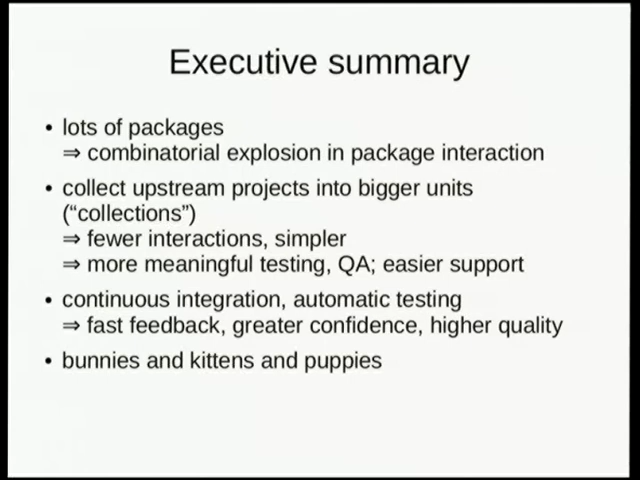 Executive summary
• lots of packages
⇒ combinatorial explosion in package interaction
• collect upstream projects into bigger units
(“collections”)
⇒ fewer interactions, simpler
⇒ more meaningful testing, QA; easier support
• continuous integration, automatic testing
⇒ fast feedback, greater confidence, higher quality
• bunnies and kittens and puppies